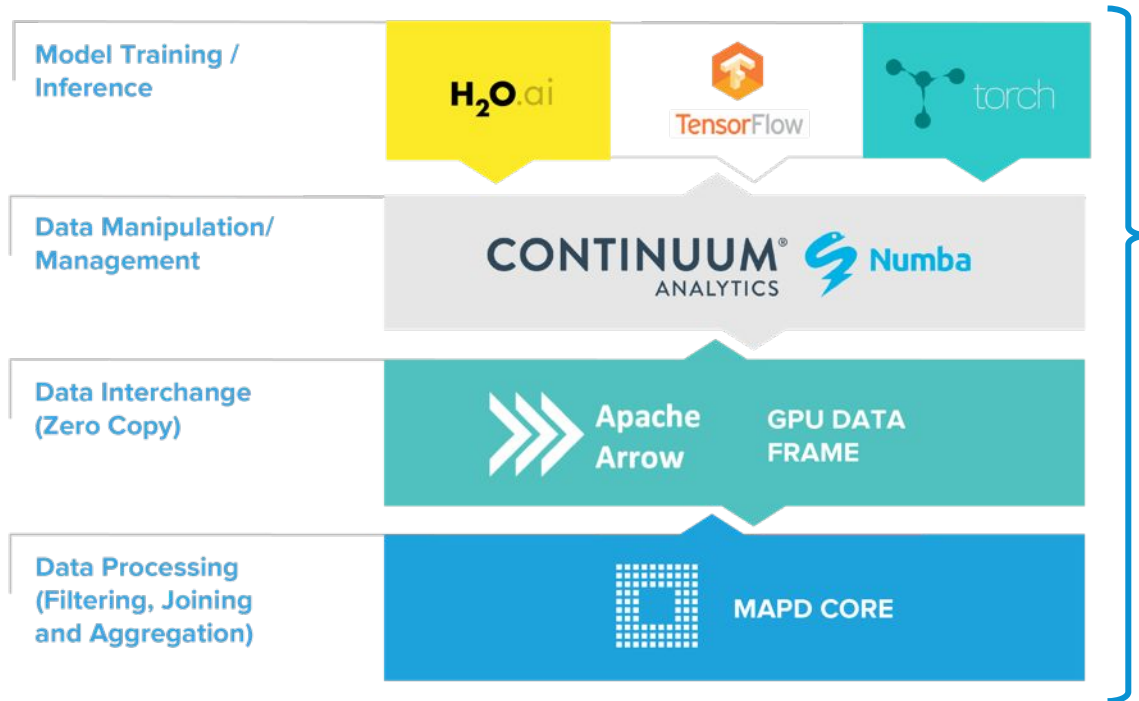 Model Training /
Inference
H₂O.ai
TensorFlow
torch
Data Manipulation/
Management
CONTINUUM®
ANALYTICS
Numba
Data Interchange
(Zero Copy)
Apache
Arrow
GPU DATA
FRAME
Data Processing
(Filtering, Joining
and Aggregation)
MAPD CORE